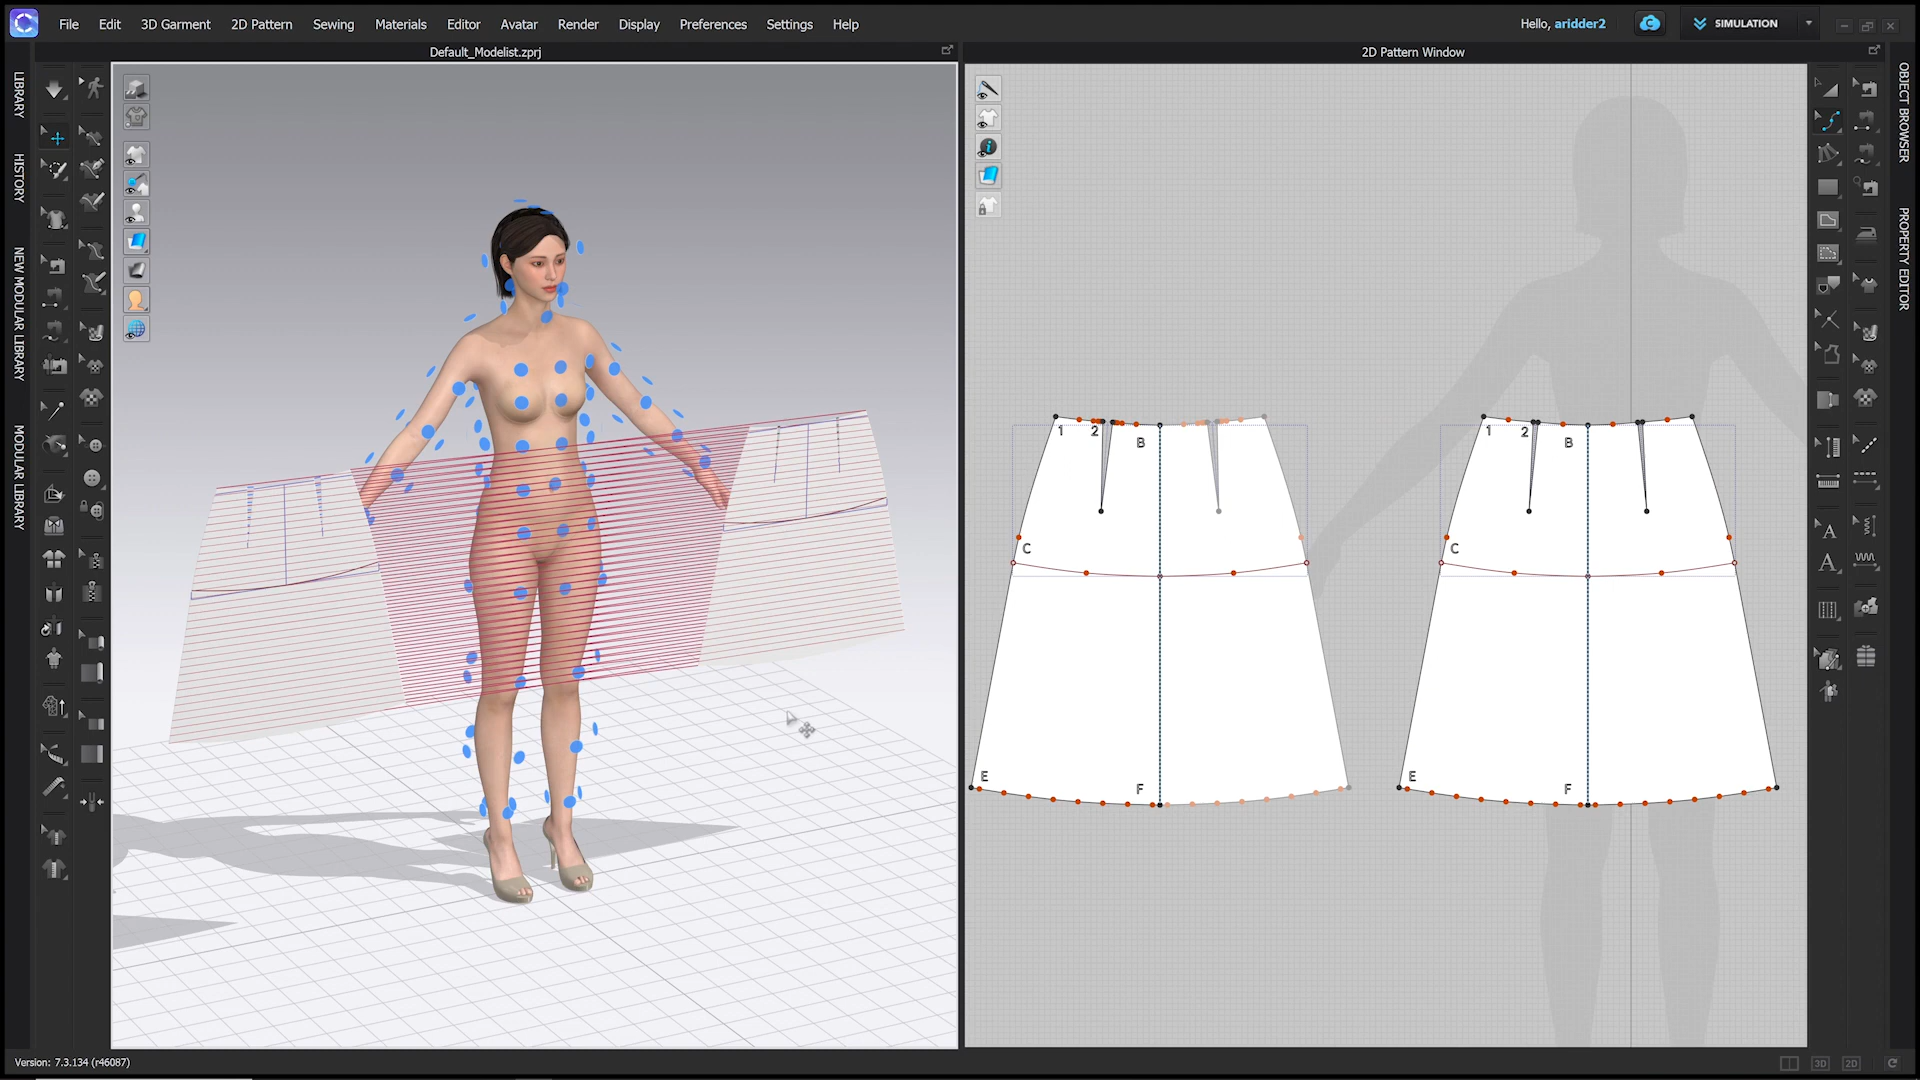 File Edit 3D Garment 2D Pattern Sewing Materials Editor Avatar Render Display Preferences Settings Help
Hello, aridder2
SIMULATION
Default_Modelist.zprj
2D Pattern Window
LIBRARY
HISTORY
NEW MODULAR LIBRARY
MODULAR LIBRARY
OBJECT BROWSER
PROPERTY EDITOR
1 2 B
C
E F
1 2 B
C
E F
A
A
Version: 7.3.134 (r46087)
3D 2D